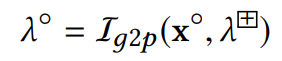 λ° = 𝓘_{g2p}(𝐱°, λ^⊞)